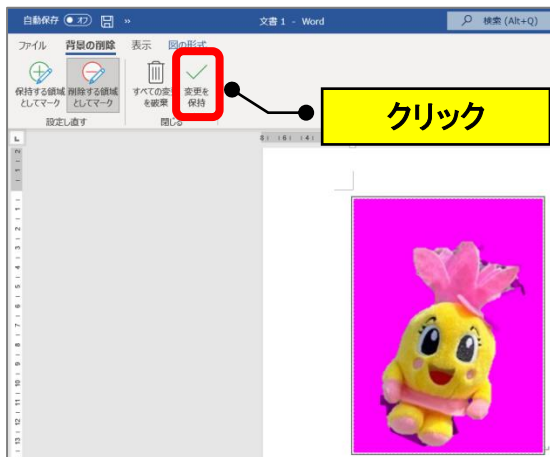 自動保存 オフ
文書 1 - Word
検索 (Alt+Q)
ファイル 背景の削除 表示 図の形式
保持する領域
としてマーク
削除する領域
としてマーク
設定し直す
すべての変
を破棄
変更を
保持
閉じる
クリック